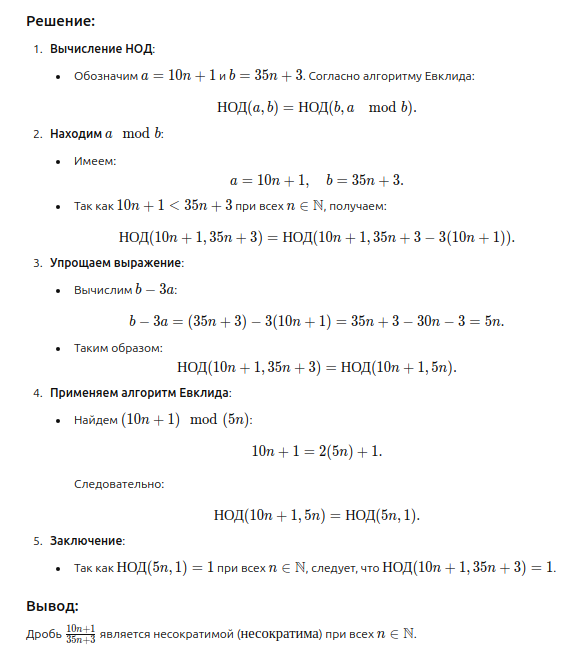 Решение:
1. Вычисление НОД:
• Обозначим a = 10n + 1 и b = 35n + 3. Согласно алгоритму Евклида:
НОД(a, b) = НОД(b, a mod b).
2. Находим a mod b:
• Имеем:
a = 10n + 1, b = 35n + 3.
• Так как 10n + 1 < 35n + 3 при всех n ∈ ℕ, получаем:
НОД(10n + 1, 35n + 3) = НОД(10n + 1, 35n + 3 − 3(10n + 1)).
3. Упрощаем выражение:
• Вычислим b − 3a:
b − 3a = (35n + 3) − 3(10n + 1) = 35n + 3 − 30n − 3 = 5n.
• Таким образом:
НОД(10n + 1, 35n + 3) = НОД(10n + 1, 5n).
4. Применяем алгоритм Евклида:
• Найдем (10n + 1) mod (5n):
10n + 1 = 2(5n) + 1.
Следовательно:
НОД(10n + 1, 5n) = НОД(5n, 1).
5. Заключение:
• Так как НОД(5n, 1) = 1 при всех n ∈ ℕ, следует, что НОД(10n + 1, 35n + 3) = 1.
Вывод:
Дробь \frac{10n+1}{35n+3} является несократимой (несократима) при всех n ∈ ℕ.